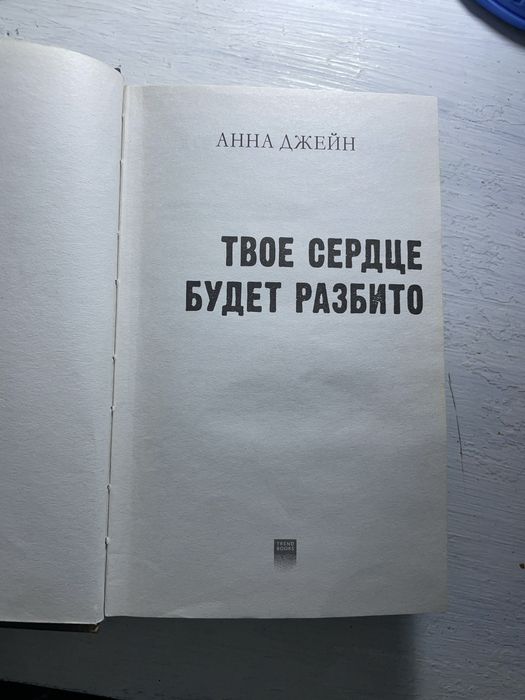 АННА ДЖЕЙН
ТВОЕ СЕРДЦЕ
БУДЕТ РАЗБИТО
TREND
BOOKS